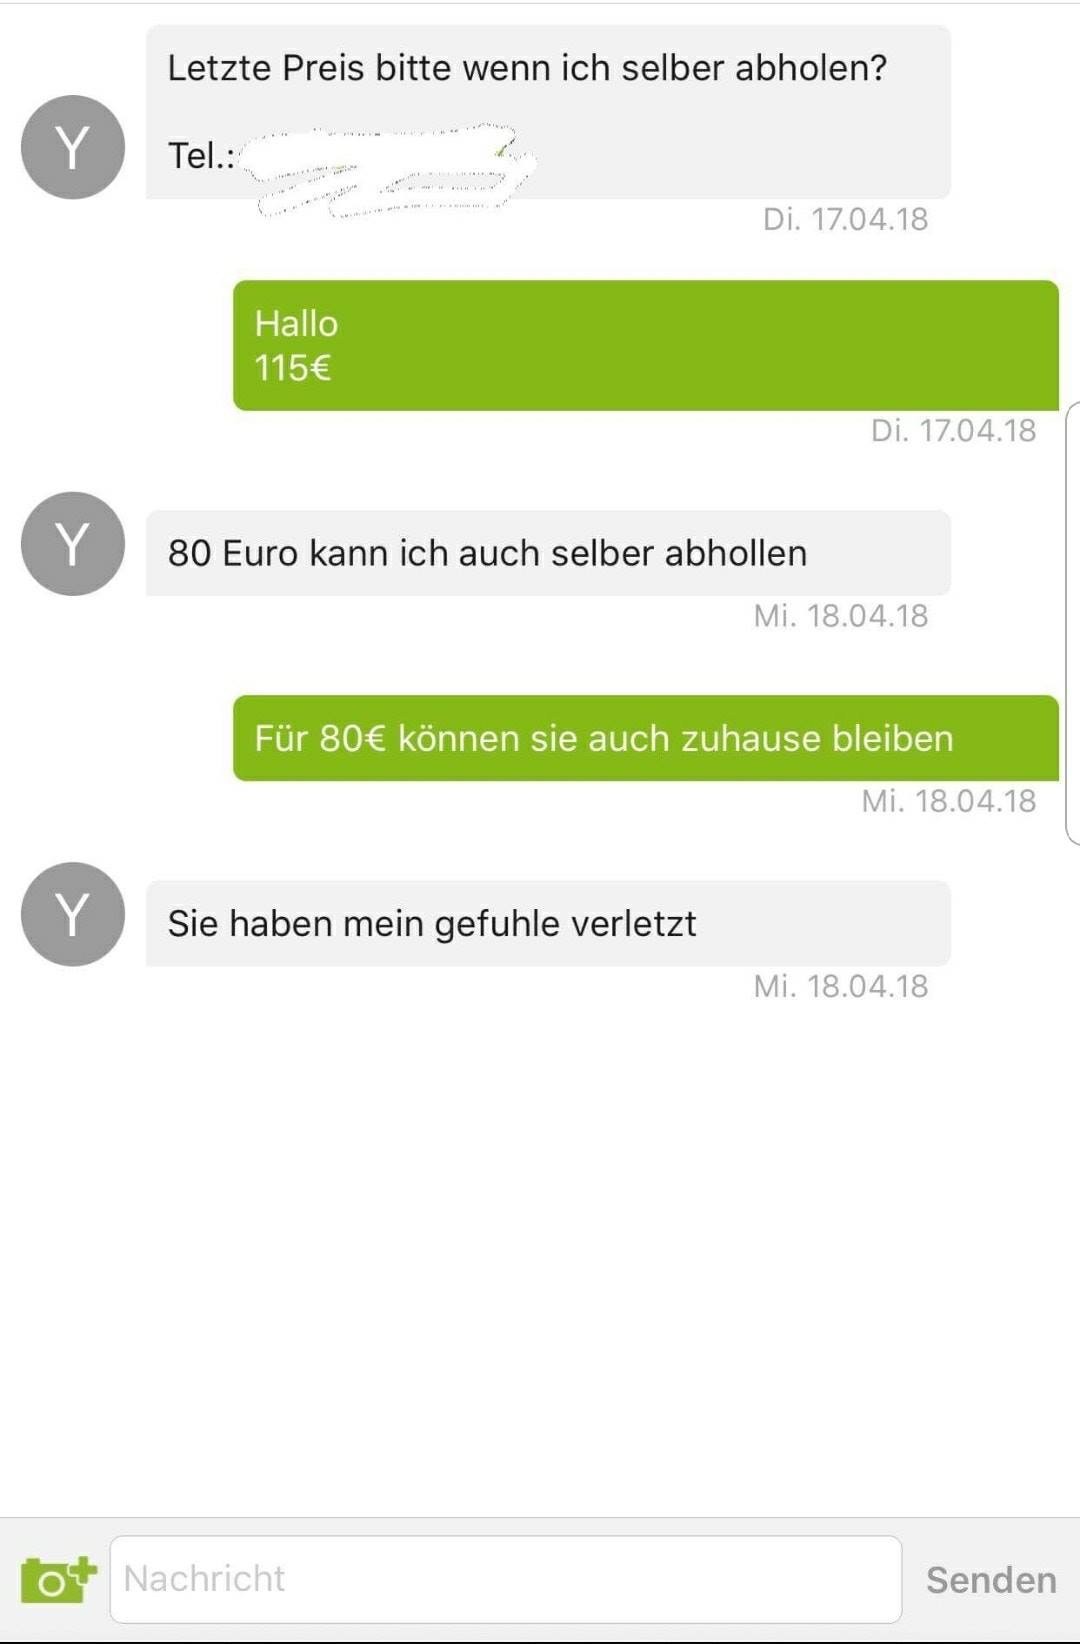 Letzte Preis bitte wenn ich selber abholen?
Y
Tel.:
Di. 17.04.18
Hallo
115€
Di. 17.04.18
Y
80 Euro kann ich auch selber abhollen
Mi. 18.04.18
Für 80€ können sie auch zuhause bleiben
Mi. 18.04.18
Y
Sie haben mein gefuhle verletzt
Mi. 18.04.18
Nachricht
Senden